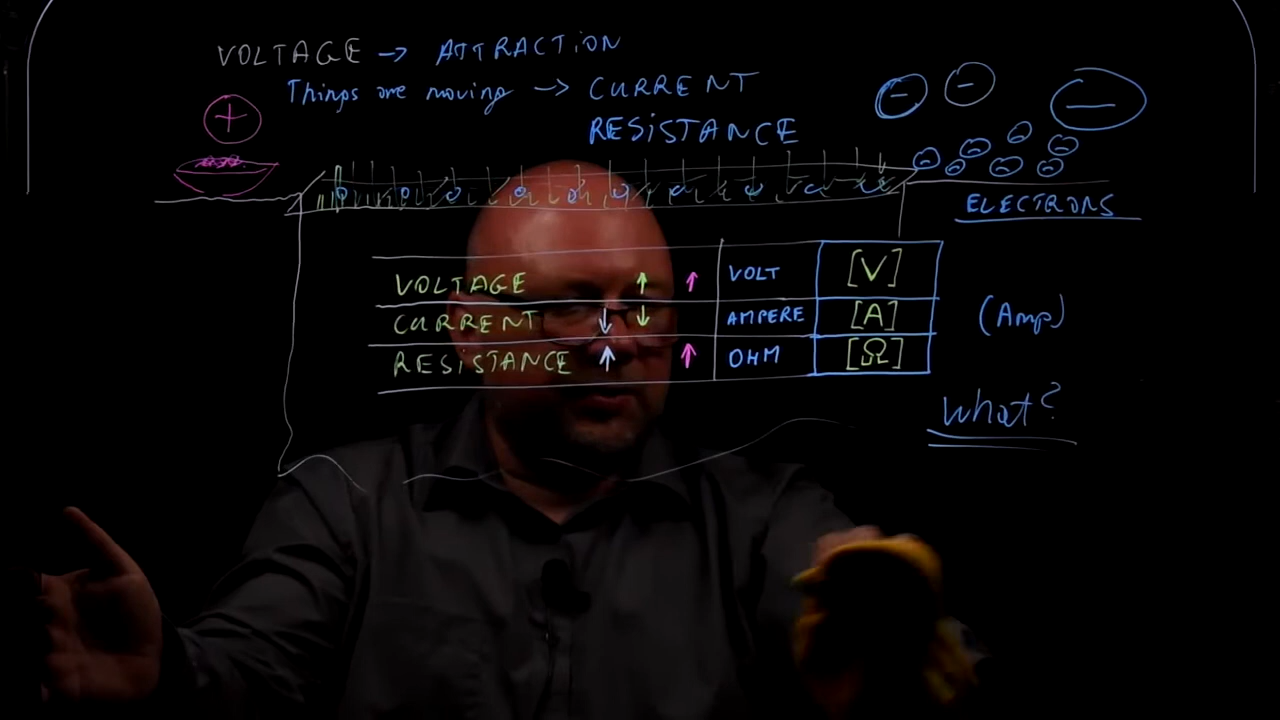 VOLTAGE → ATTRACTION
Things are moving → CURRENT
RESISTANCE
+
− − −
− − − − − − − −
ELECTRONS
VOLTAGE ↑ ↑ VOLT [V]
CURRENT ↓ ↓ AMPERE [A] (Amp)
RESISTANCE ↑ ↑ OHM [Ω]
What?